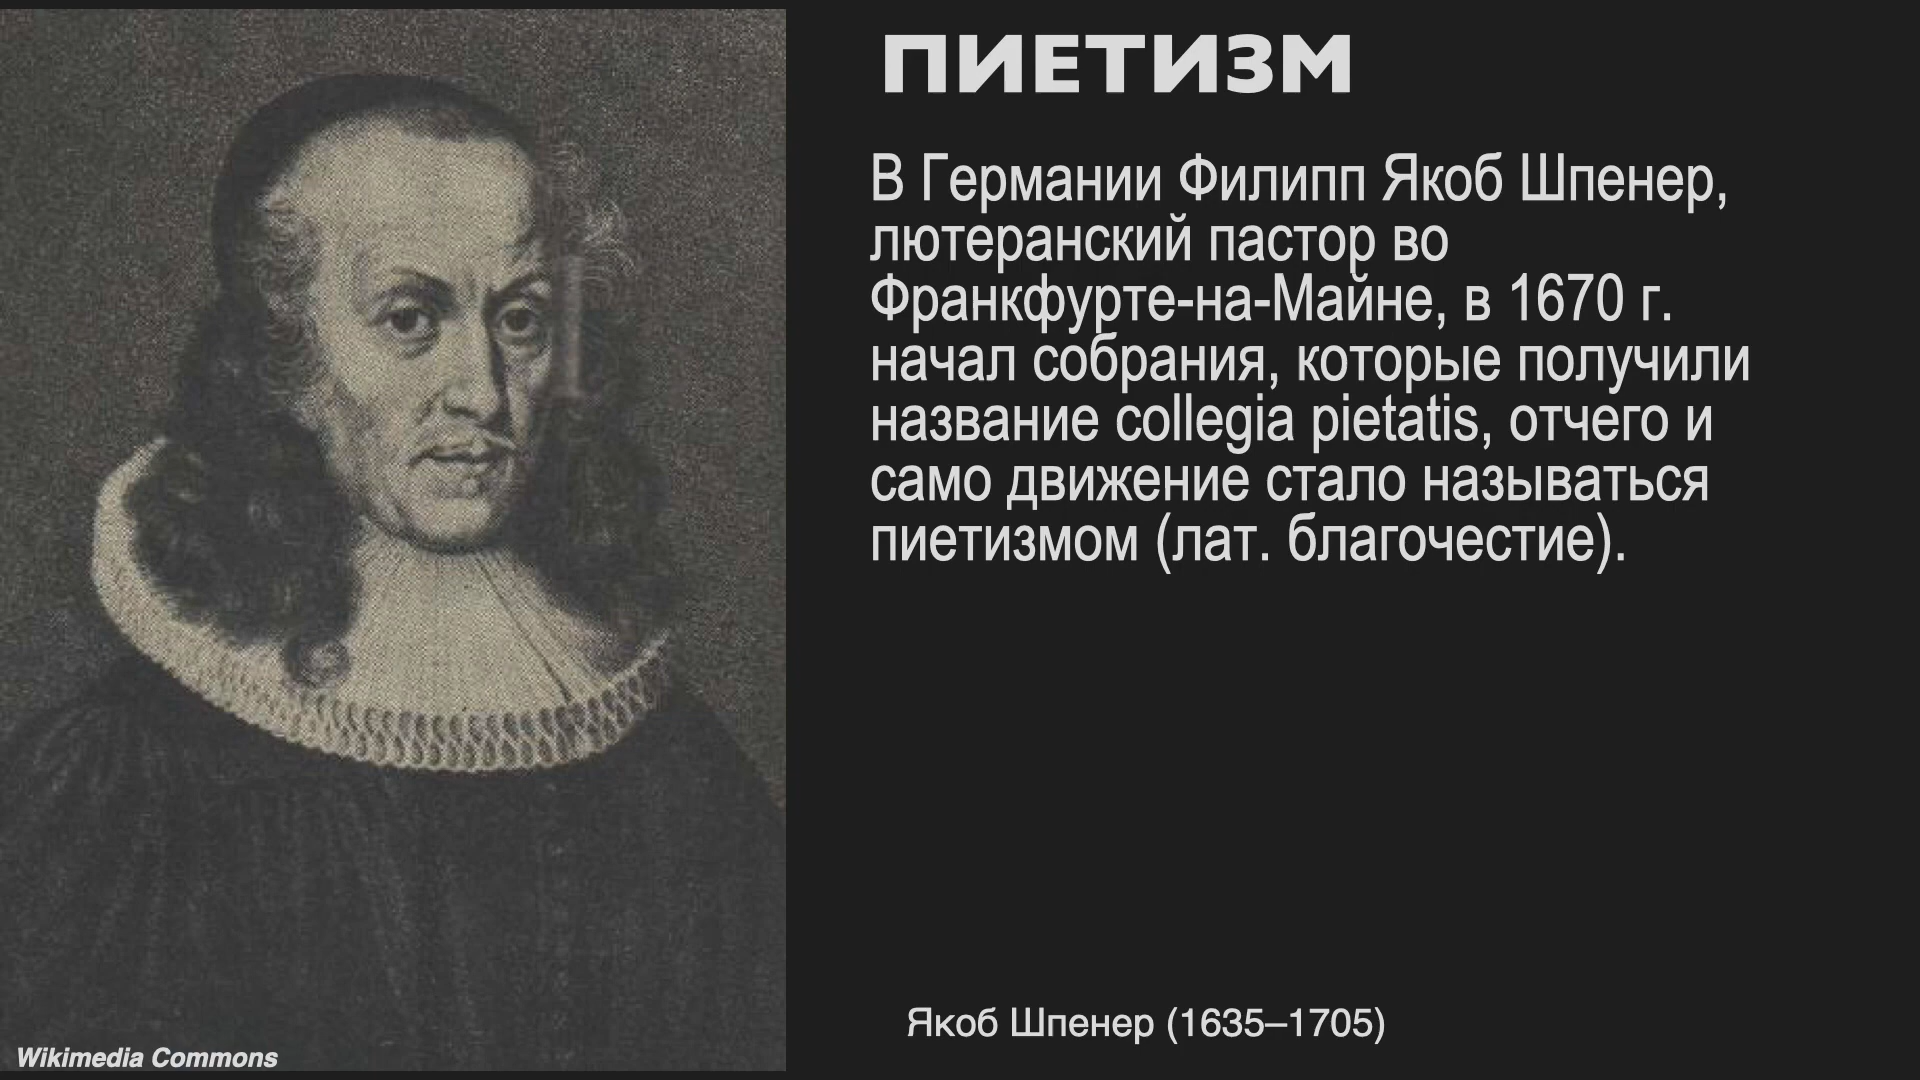 ПИЕТИЗМ
В Германии Филипп Якоб Шпенер,
лютеранский пастор во
Франкфурте-на-Майне, в 1670 г.
начал собрания, которые получили
название collegia pietatis, отчего и
само движение стало называться
пиетизмом (лат. благочестие).
Якоб Шпенер (1635–1705)
Wikimedia Commons